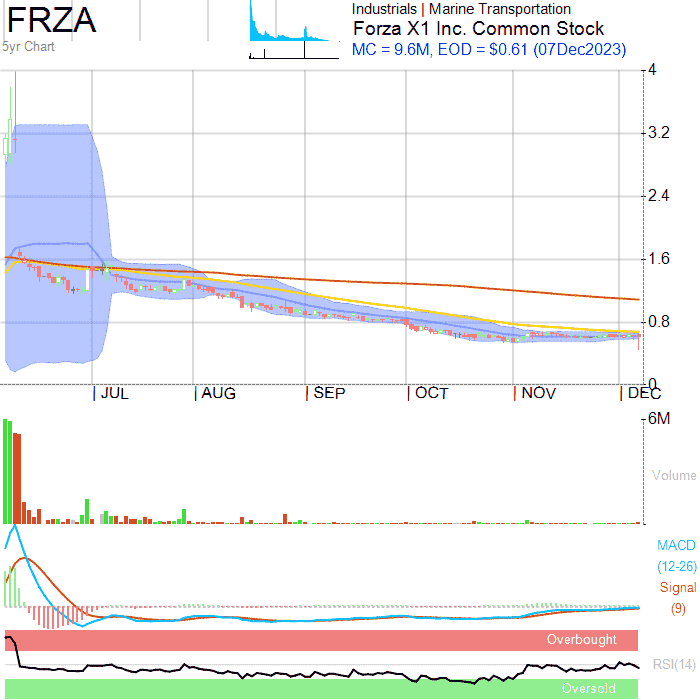 FRZA
5yr Chart
Industrials | Marine Transportation
Forza X1 Inc. Common Stock
MC = 9.6M, EOD = $0.61 (07Dec2023)
4
3.2
2.4
1.6
0.8
0
JUL AUG SEP OCT NOV DEC
6M
Volume
MACD
(12-26)
Signal
(9)
Overbought
RSI(14)
Oversold